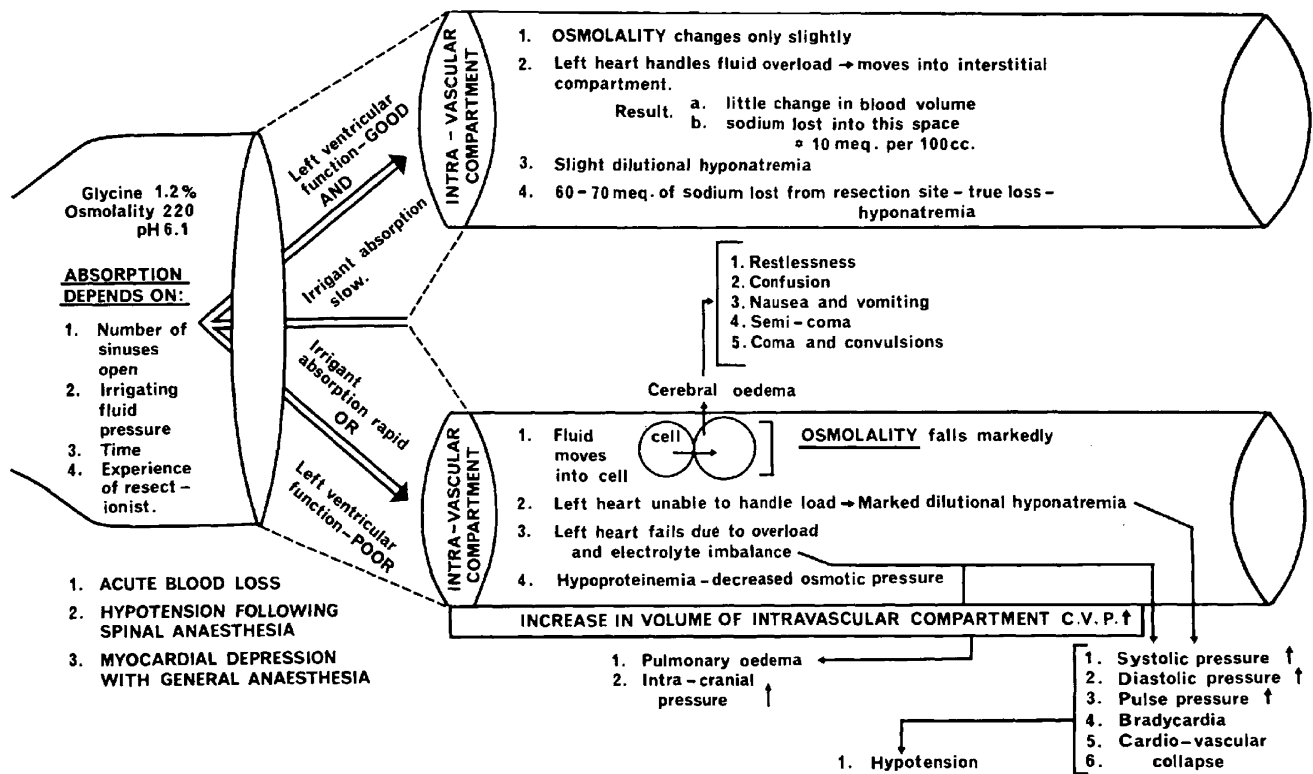 Glycine 1.2%
Osmolality 220
pH 6.1
ABSORPTION
DEPENDS ON:
1. Number of
sinuses
open
2. Irrigating
fluid
pressure
3. Time
4. Experience
of resect-
ionist.
Left ventricular
function-GOOD
AND
Irrigant absorption
slow.
Irrigant
absorption rapid
OR
Left ventricular
function-POOR
INTRA-VASCULAR
COMPARTMENT
1. OSMOLALITY changes only slightly
2. Left heart handles fluid overload → moves into interstitial
compartment.
Result. a. little change in blood volume
b. sodium lost into this space
¤ 10 meq. per 100cc.
3. Slight dilutional hyponatremia
4. 60-70 meq. of sodium lost from resection site - true loss-
hyponatremia
1. Restlessness
2. Confusion
3. Nausea and vomiting
4. Semi-coma
5. Coma and convulsions
Cerebral oedema
INTRA-VASCULAR
COMPARTMENT
1. Fluid
moves
into cell
cell
OSMOLALITY falls markedly
2. Left heart unable to handle load → Marked dilutional hyponatremia
3. Left heart fails due to overload
and electrolyte imbalance
4. Hypoproteinemia - decreased osmotic pressure
INCREASE IN VOLUME OF INTRAVASCULAR COMPARTMENT C.V.P.↑
1. ACUTE BLOOD LOSS
2. HYPOTENSION FOLLOWING
SPINAL ANAESTHESIA
3. MYOCARDIAL DEPRESSION
WITH GENERAL ANAESTHESIA
1. Pulmonary oedema
2. Intra-cranial
pressure ↑
1. Systolic pressure ↑
2. Diastolic pressure ↑
3. Pulse pressure ↑
4. Bradycardia
5. Cardio-vascular
6. collapse
1. Hypotension